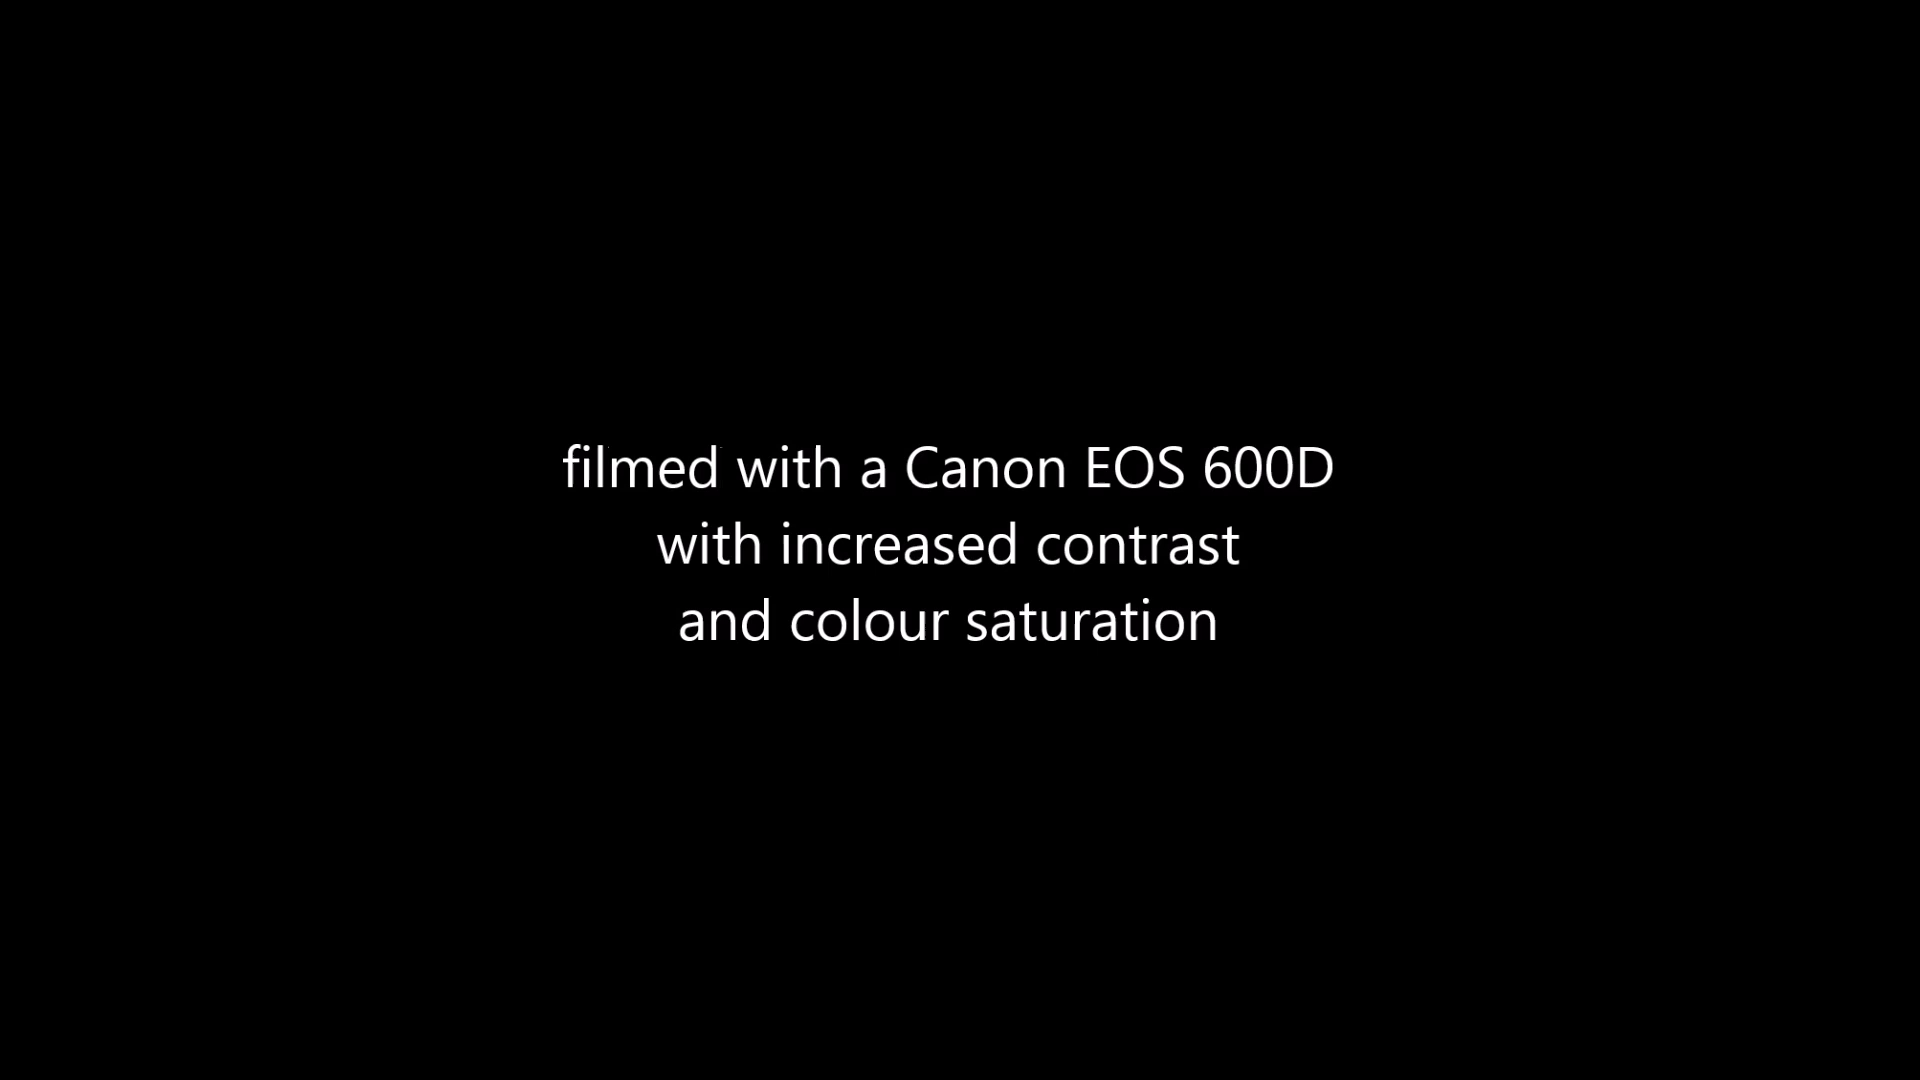 filmed with a Canon EOS 600D
with increased contrast
and colour saturation